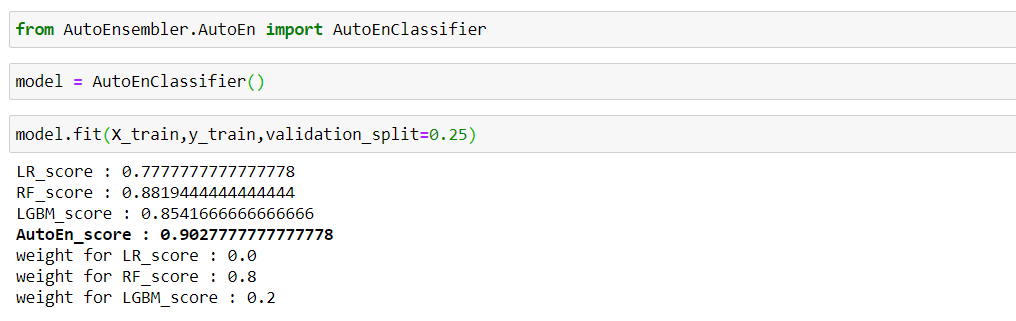 from AutoEnsembler.AutoEn import AutoEnClassifier
model = AutoEnClassifier()
model.fit(X_train,y_train,validation_split=0.25)
LR_score : 0.7777777777777778
RF_score : 0.8819444444444444
LGBM_score : 0.8541666666666666
AutoEn_score : 0.9027777777777778
weight for LR_score : 0.0
weight for RF_score : 0.8
weight for LGBM_score : 0.2